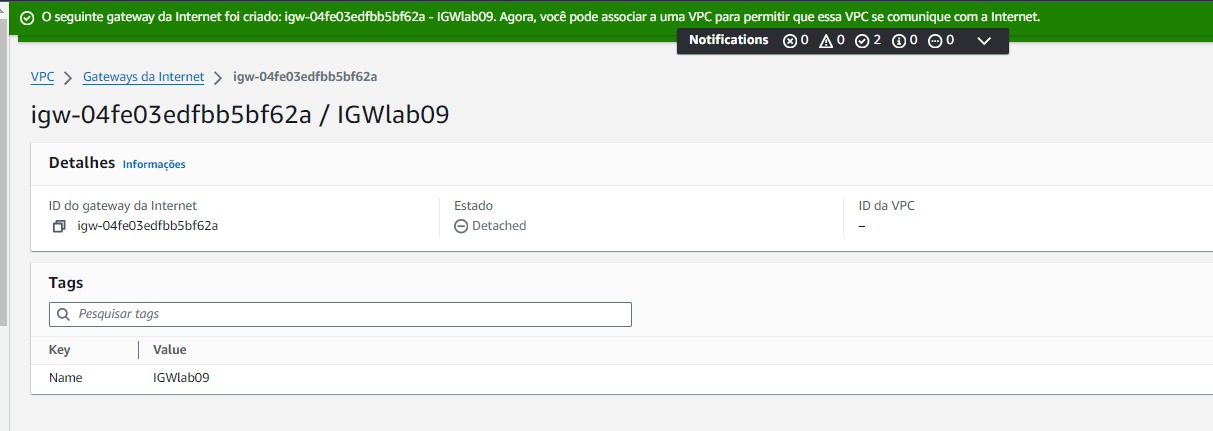 O seguinte gateway da Internet foi criado: igw-04fe03edfbb5bf62a - IGWlab09. Agora, você pode associar a uma VPC para permitir que essa VPC se comunique com a Internet.
Notifications 0 0 2 0 0
VPC Gateways da Internet igw-04fe03edfbb5bf62a
igw-04fe03edfbb5bf62a / IGWlab09
Detalhes Informações
ID do gateway da Internet Estado ID da VPC
igw-04fe03edfbb5bf62a Detached –
Tags
Pesquisar tags
Key Value
Name IGWlab09